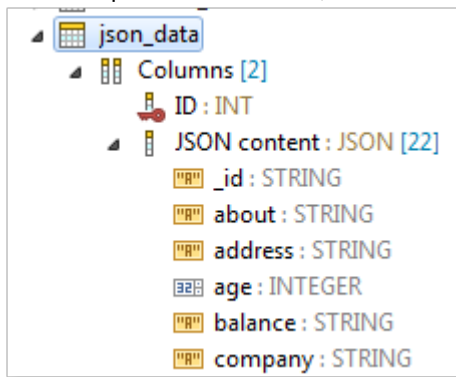 json_data
Columns [2]
ID : INT
JSON content : JSON [22]
"A" _id : STRING
"A" about : STRING
"A" address : STRING
32 age : INTEGER
"A" balance : STRING
"A" company : STRING